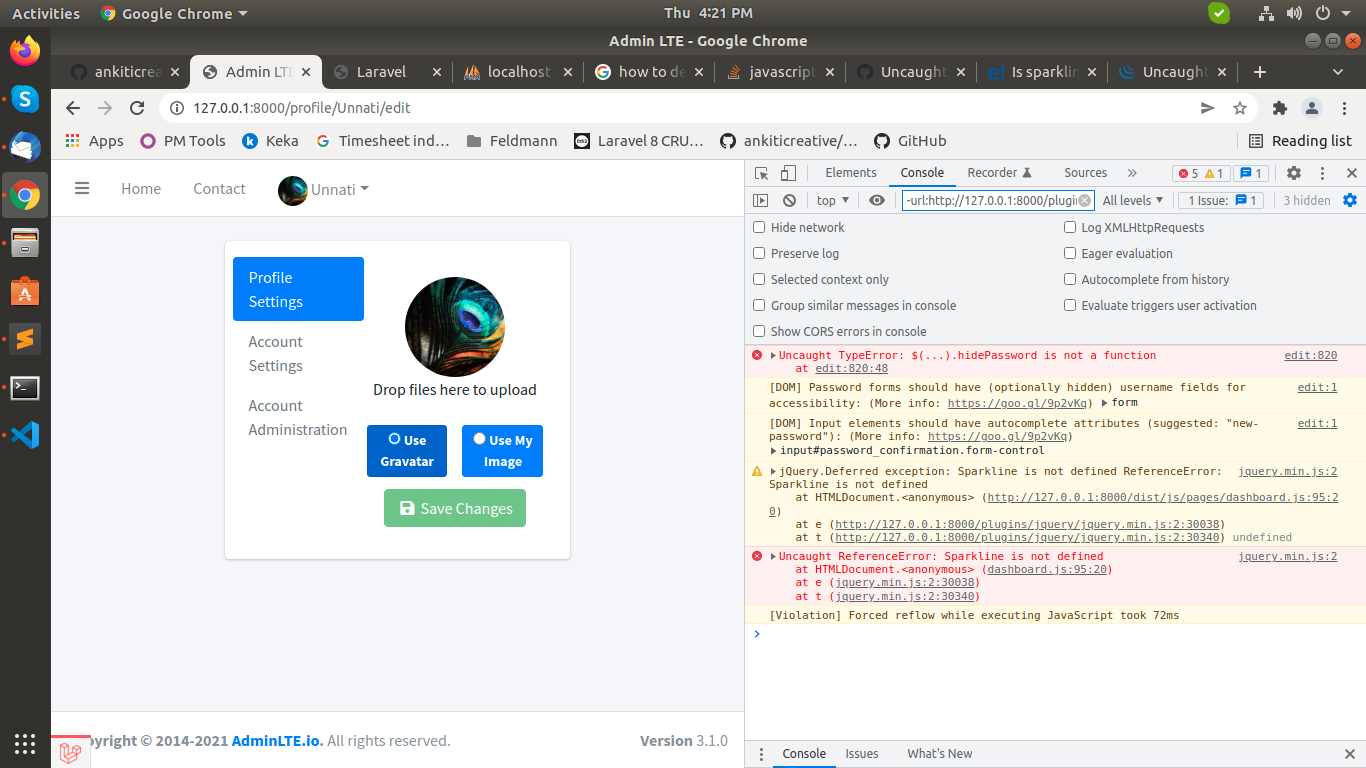 Activities Google Chrome Thu 4:21 PM
Admin LTE - Google Chrome
ankiticrea Admin LTE Laravel localhost how to de javascript Uncaught Is sparklin Uncaught
127.0.0.1:8000/profile/Unnati/edit
Apps PM Tools Keka Timesheet ind... Feldmann Laravel 8 CRU... ankiticreative/... GitHub Reading list
Home Contact Unnati
Profile
Settings
Account
Settings
Account
Administration
Drop files here to upload
Use
Gravatar
Use My
Image
Save Changes
pyright © 2014-2021 AdminLTE.io. All rights reserved. Version 3.1.0
Elements Console Recorder Sources » 5 1 1
top -url:http://127.0.0.1:8000/plugin All levels 1 Issue: 1 3 hidden
Hide network Log XMLHttpRequests
Preserve log Eager evaluation
Selected context only Autocomplete from history
Group similar messages in console Evaluate triggers user activation
Show CORS errors in console
Uncaught TypeError: $(...).hidePassword is not a function edit:820
at edit:820:48
[DOM] Password forms should have (optionally hidden) username fields for edit:1
accessibility: (More info: https://goo.gl/9p2vKq) form
[DOM] Input elements should have autocomplete attributes (suggested: "new- edit:1
password"): (More info: https://goo.gl/9p2vKq)
input#password_confirmation.form-control
jQuery.Deferred exception: Sparkline is not defined ReferenceError: jquery.min.js:2
Sparkline is not defined
at HTMLDocument.<anonymous> (http://127.0.0.1:8000/dist/js/pages/dashboard.js:95:2
0)
at e (http://127.0.0.1:8000/plugins/jquery/jquery.min.js:2:30038)
at t (http://127.0.0.1:8000/plugins/jquery/jquery.min.js:2:30340) undefined
Uncaught ReferenceError: Sparkline is not defined jquery.min.js:2
at HTMLDocument.<anonymous> (dashboard.js:95:20)
at e (jquery.min.js:2:30038)
at t (jquery.min.js:2:30340)
[Violation] Forced reflow while executing JavaScript took 72ms
Console Issues What's New